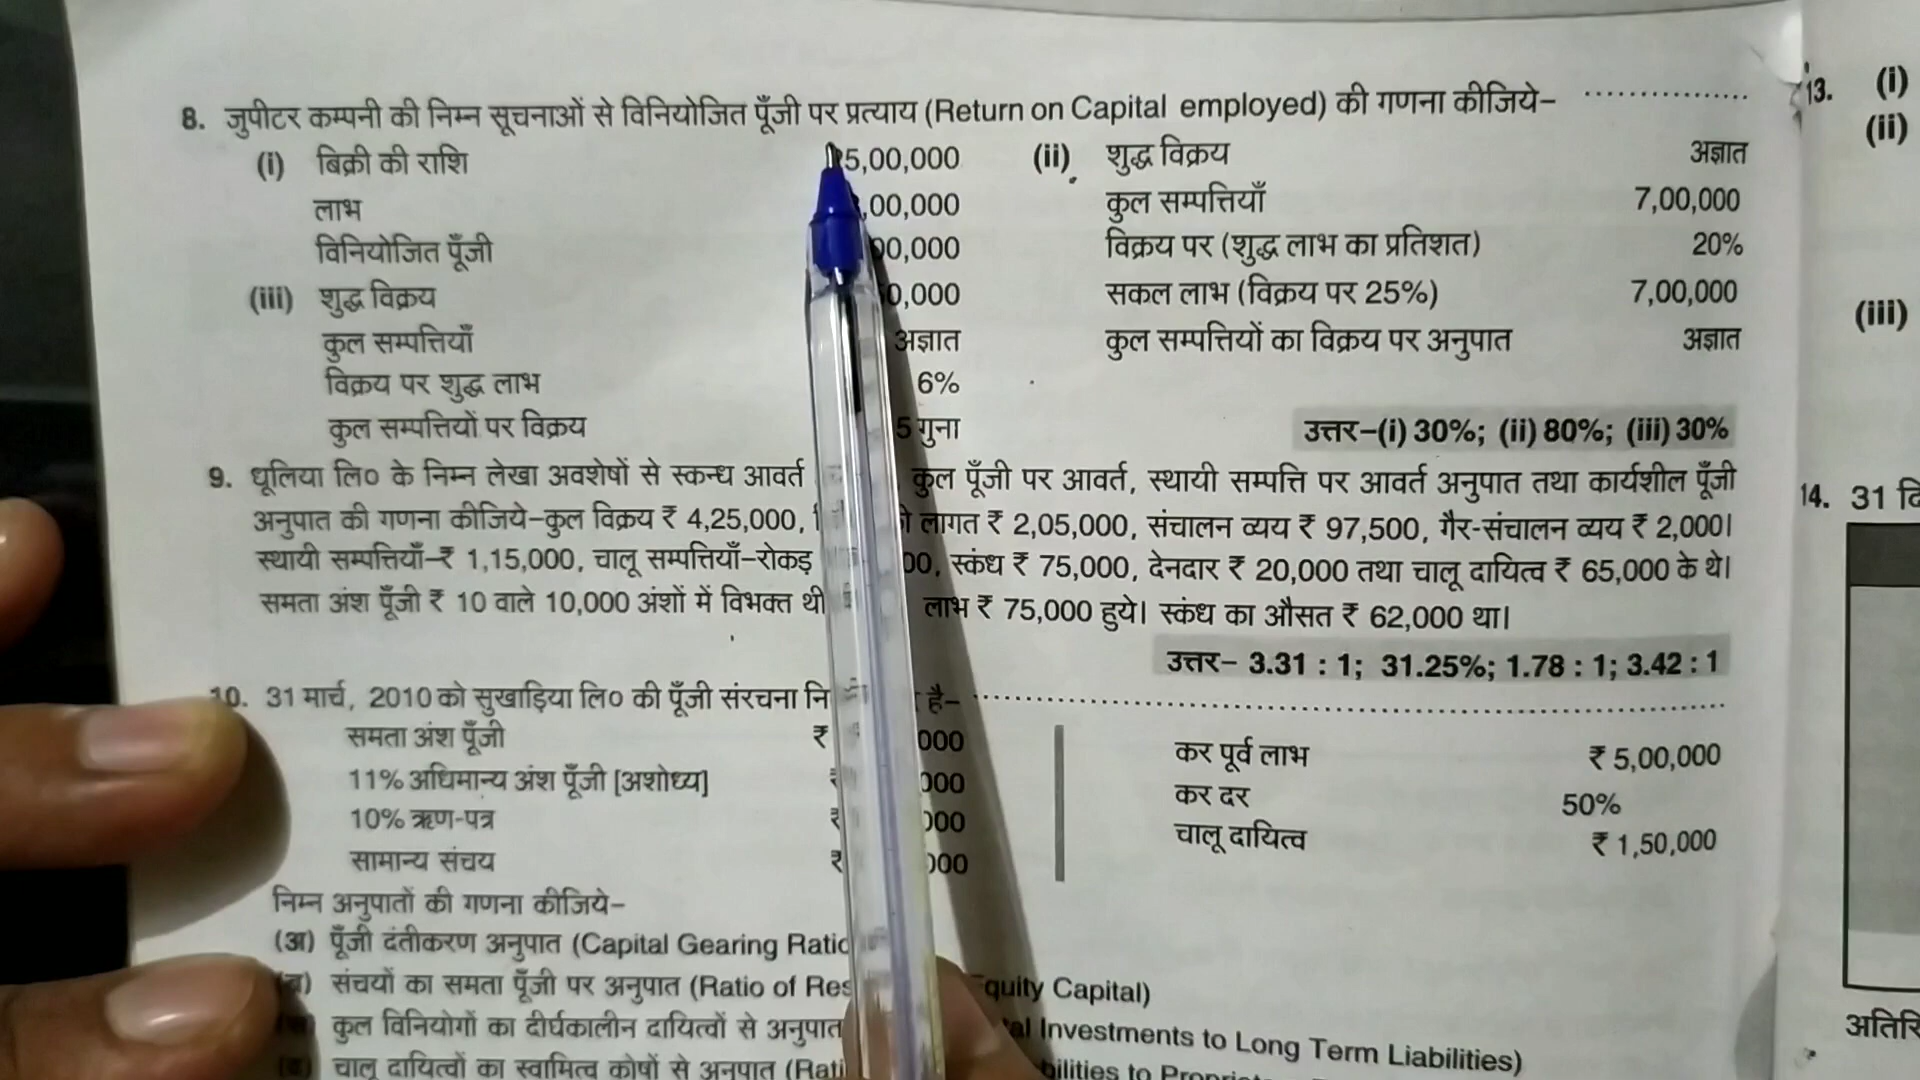 8. जुपीटर कम्पनी की निम्न सूचनाओं से विनियोजित पूँजी पर प्रत्याय (Return on Capital employed) की गणना कीजिये–
(i) बिक्री की राशि 5,00,000
लाभ ,00,000
विनियोजित पूँजी 00,000
(iii) शुद्ध विक्रय 0,000
कुल सम्पत्तियाँ अज्ञात
विक्रय पर शुद्ध लाभ 6%
कुल सम्पत्तियों पर विक्रय 5 गुना
(ii) शुद्ध विक्रय अज्ञात
कुल सम्पत्तियाँ 7,00,000
विक्रय पर (शुद्ध लाभ का प्रतिशत) 20%
सकल लाभ (विक्रय पर 25%) 7,00,000
कुल सम्पत्तियों का विक्रय पर अनुपात अज्ञात
उत्तर–(i) 30%; (ii) 80%; (iii) 30%
9. धूलिया लि० के निम्न लेखा अवशेषों से स्कन्ध आवर्त कुल पूँजी पर आवर्त, स्थायी सम्पत्ति पर आवर्त अनुपात तथा कार्यशील पूँजी
अनुपात की गणना कीजिये–कुल विक्रय ₹ 4,25,000, लागत ₹ 2,05,000, संचालन व्यय ₹ 97,500, गैर-संचालन व्यय ₹ 2,000।
स्थायी सम्पत्तियाँ–₹ 1,15,000, चालू सम्पत्तियाँ–रोकड़ 00, स्कंध ₹ 75,000, देनदार ₹ 20,000 तथा चालू दायित्व ₹ 65,000 के थे।
समता अंश पूँजी ₹ 10 वाले 10,000 अंशों में विभक्त थी लाभ ₹ 75,000 हुये। स्कंध का औसत ₹ 62,000 था।
उत्तर– 3.31 : 1; 31.25%; 1.78 : 1; 3.42 : 1
10. 31 मार्च, 2010 को सुखाड़िया लि० की पूँजी संरचना नि है–
समता अंश पूँजी ₹ 000
11% अधिमान्य अंश पूँजी [अशोध्य] ₹ 000
10% ऋण-पत्र ₹ 000
सामान्य संचय ₹ 000
कर पूर्व लाभ ₹ 5,00,000
कर दर 50%
चालू दायित्व ₹ 1,50,000
निम्न अनुपातों की गणना कीजिये–
(अ) पूँजी दंतीकरण अनुपात (Capital Gearing Ratio
(ब) संचयों का समता पूँजी पर अनुपात (Ratio of Res Equity Capital)
कुल विनियोगों का दीर्घकालीन दायित्वों से अनुपात al Investments to Long Term Liabilities)
चालू दायित्वों का स्वामित्व कोषों से अनुपात (Rati bilities to
13. (i)
(ii)
(iii)
14. 31